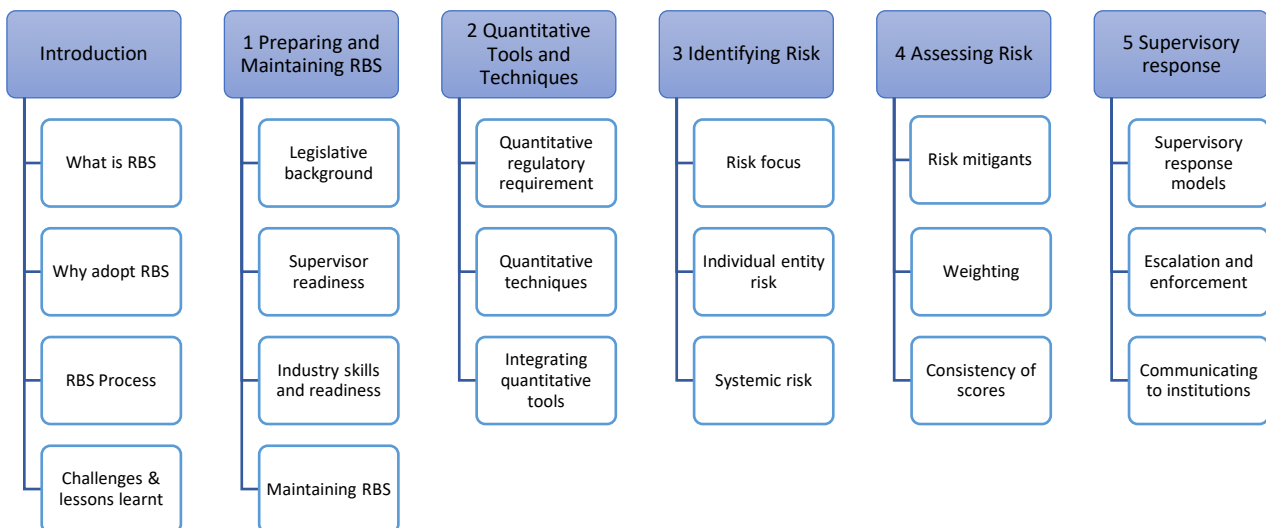 Introduction
What is RBS
Why adopt RBS
RBS Process
Challenges &
lessons learnt
1 Preparing and
Maintaining RBS
Legislative
background
Supervisor
readiness
Industry skills
and readiness
Maintaining RBS
2 Quantitative
Tools and
Techniques
Quantitative
regulatory
requirement
Quantitative
techniques
Integrating
quantitative
tools
3 Identifying Risk
Risk focus
Individual entity
risk
Systemic risk
4 Assessing Risk
Risk mitigants
Weighting
Consistency of
scores
5 Supervisory
response
Supervisory
response
models
Escalation and
enforcement
Communicating
to institutions